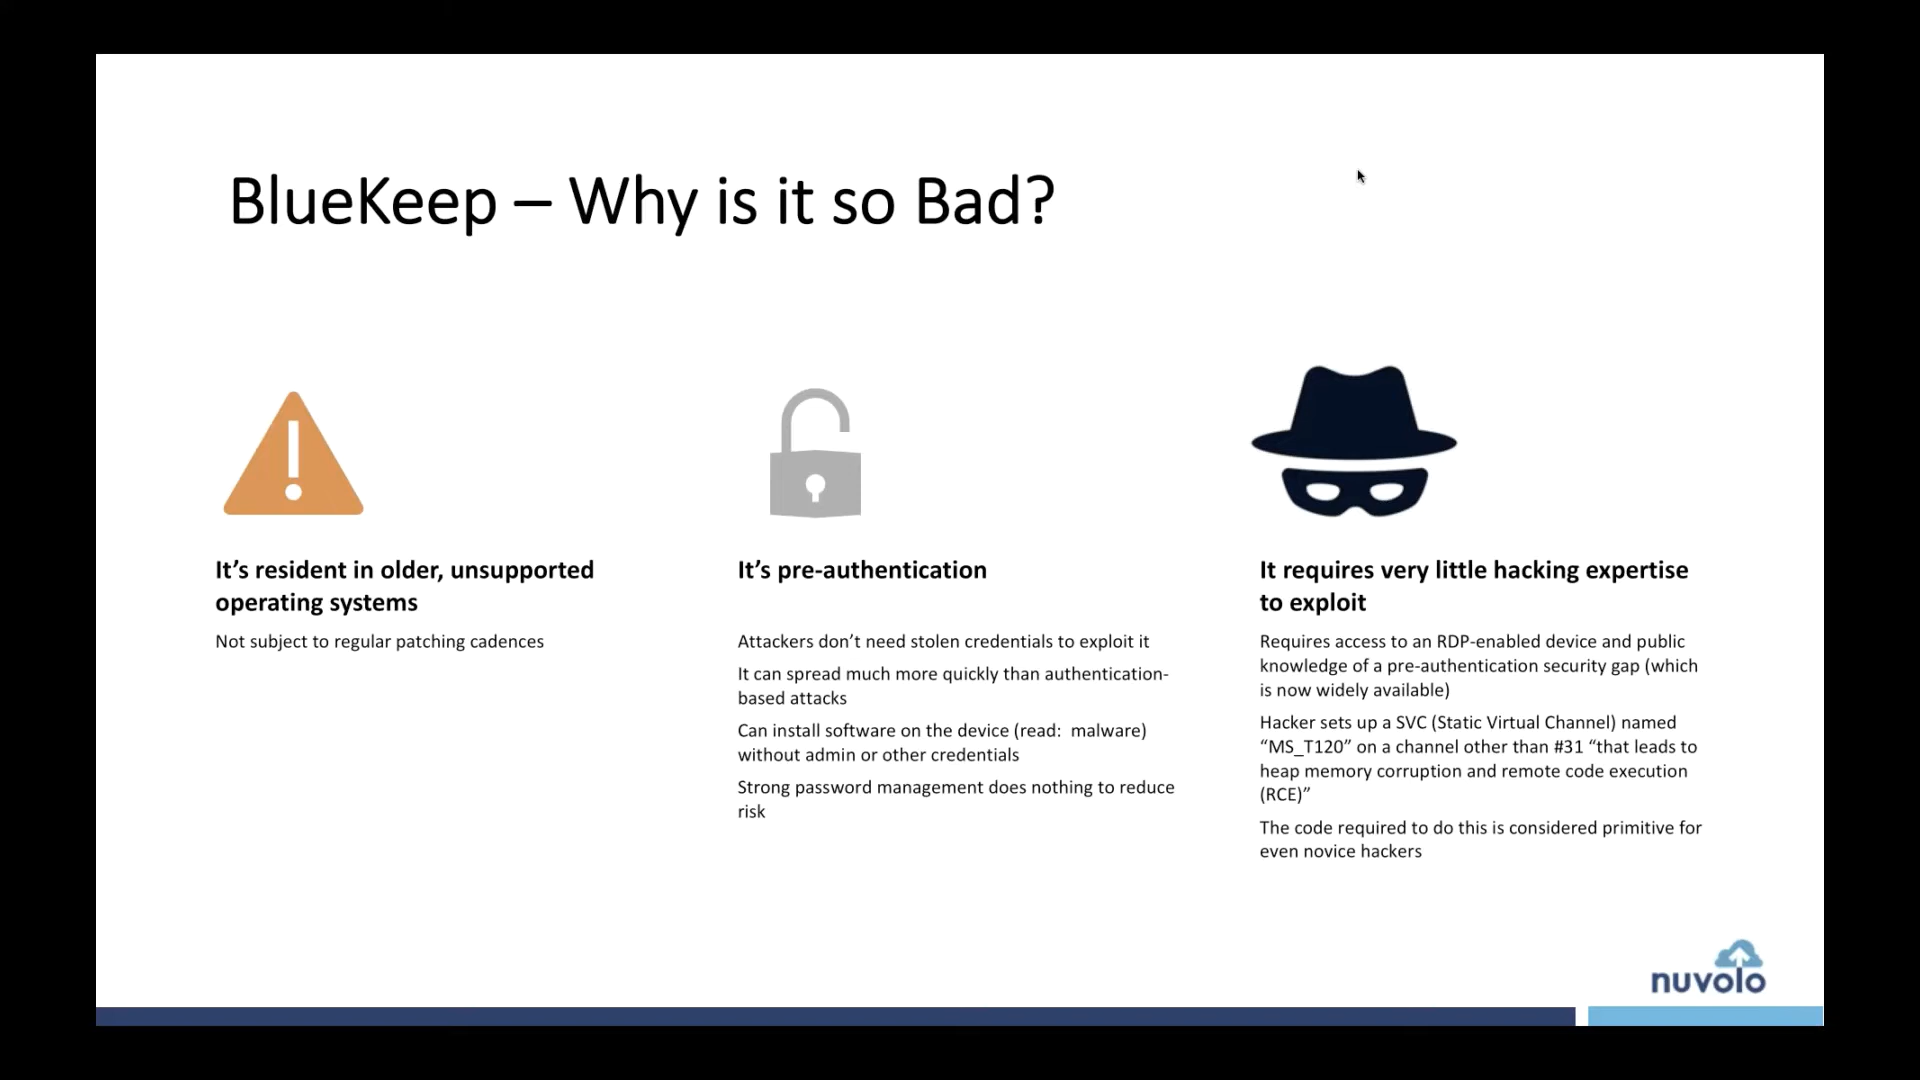 BlueKeep – Why is it so Bad?
It’s resident in older, unsupported
operating systems
Not subject to regular patching cadences
It’s pre-authentication
Attackers don’t need stolen credentials to exploit it
It can spread much more quickly than authentication-
based attacks
Can install software on the device (read:  malware)
without admin or other credentials
Strong password management does nothing to reduce
risk
It requires very little hacking expertise
to exploit
Requires access to an RDP-enabled device and public
knowledge of a pre-authentication security gap (which
is now widely available)
Hacker sets up a SVC (Static Virtual Channel) named
“MS_T120” on a channel other than #31 “that leads to
heap memory corruption and remote code execution
(RCE)”
The code required to do this is considered primitive for
even novice hackers
nuvolo